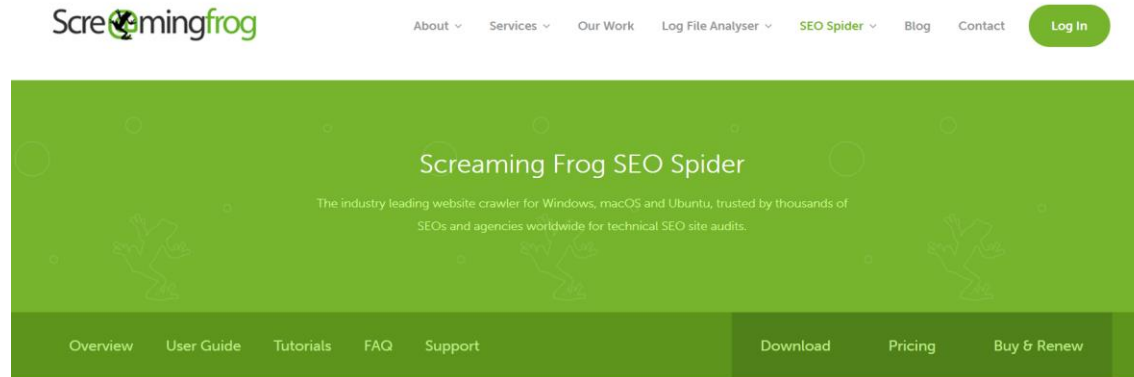 Screamingfrog
About Services Our Work Log File Analyser SEO Spider Blog Contact Log In
Screaming Frog SEO Spider
The industry leading website crawler for Windows, macOS and Ubuntu, trusted by thousands of
SEOs and agencies worldwide for technical SEO site audits.
Overview User Guide Tutorials FAQ Support Download Pricing Buy & Renew